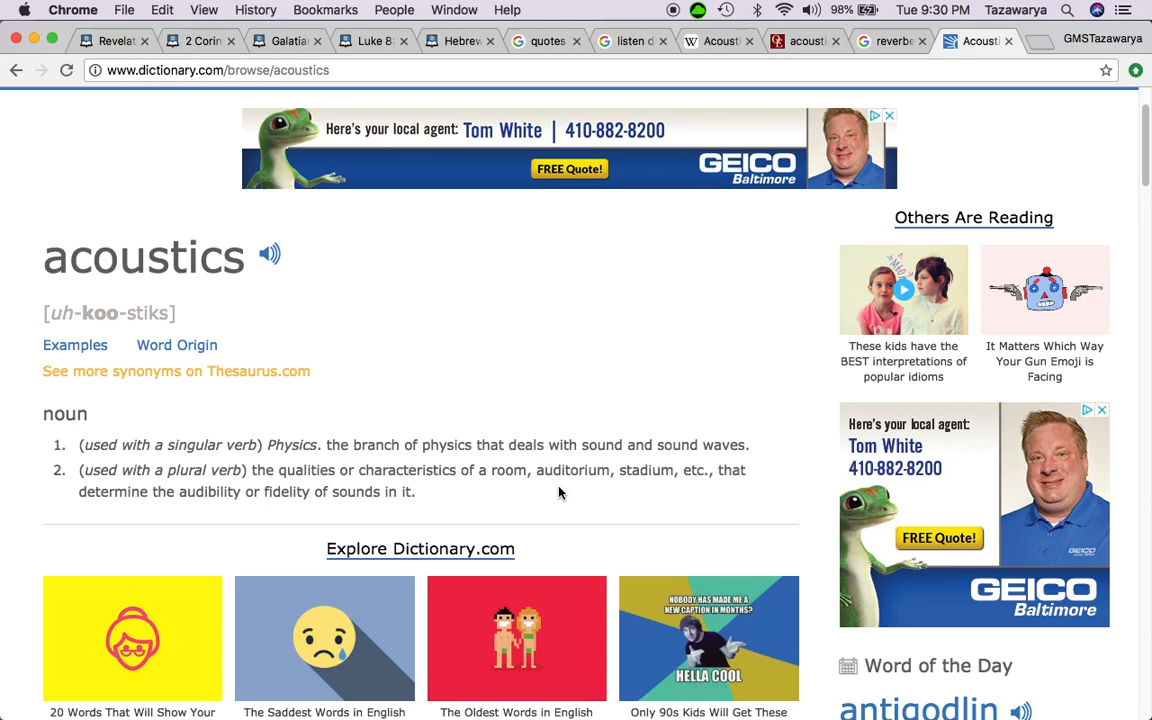 Chrome File Edit View History Bookmarks People Window Help 98% Tue 9:30 PM Tazawarya
Revelat 2 Corin Galatia Luke 8: Hebrew quotes listen d Acousti acousti reverbe Acousti GMSTazawarya
www.dictionary.com/browse/acoustics
Here's your local agent: Tom White | 410-882-8200
FREE Quote!
GEICO
Baltimore
acoustics
[uh-koo-stiks]
Examples Word Origin
See more synonyms on Thesaurus.com
noun
1. (used with a singular verb) Physics. the branch of physics that deals with sound and sound waves.
2. (used with a plural verb) the qualities or characteristics of a room, auditorium, stadium, etc., that
determine the audibility or fidelity of sounds in it.
Explore Dictionary.com
NOBODY HAS MADE ME A
NEW CAPTION IN MONTHS?
HELLA COOL
20 Words That Will Show Your
The Saddest Words in English
The Oldest Words in English
Only 90s Kids Will Get These
Others Are Reading
These kids have the
BEST interpretations of
popular idioms
It Matters Which Way
Your Gun Emoji is
Facing
Here's your local agent:
Tom White
410-882-8200
FREE Quote!
GEICO
GEICO
Baltimore
Word of the Day
antigodlin